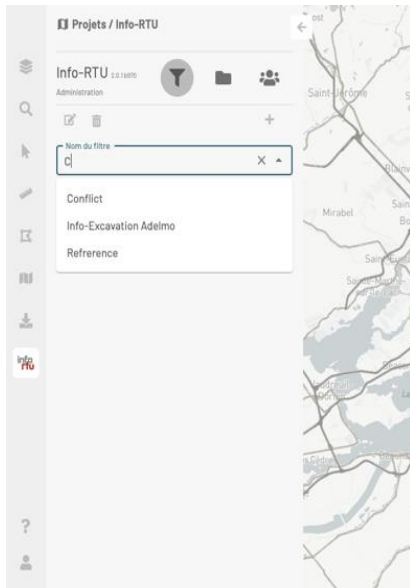 Projets / Info-RTU
Info-RTU
Administration
Nom du filtre
C
Conflict
Info-Excavation Adelmo
Refrerence
info
rtu
?
Saint-Jérôme
Mirabel